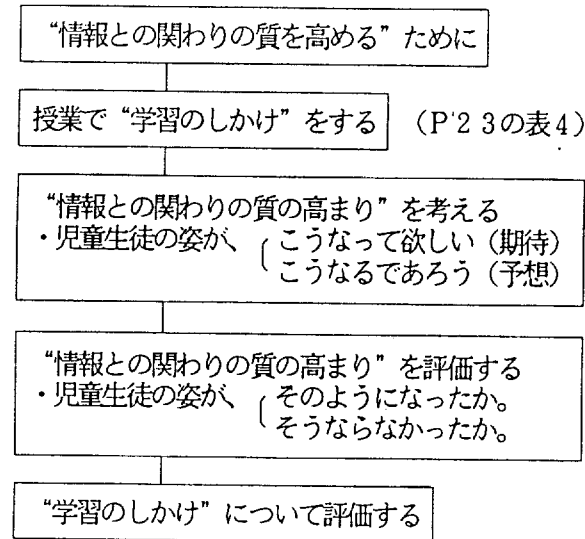 “情報との関わりの質を高める”ために
授業で“学習のしかけ”をする （P'23の表4）
“情報との関わりの質の高まり”を考える
・児童生徒の姿が、 こうなって欲しい（期待）
こうなるであろう（予想）
“情報との関わりの質の高まり”を評価する
・児童生徒の姿が、 そのようになったか。
そうならなかったか。
“学習のしかけ”について評価する